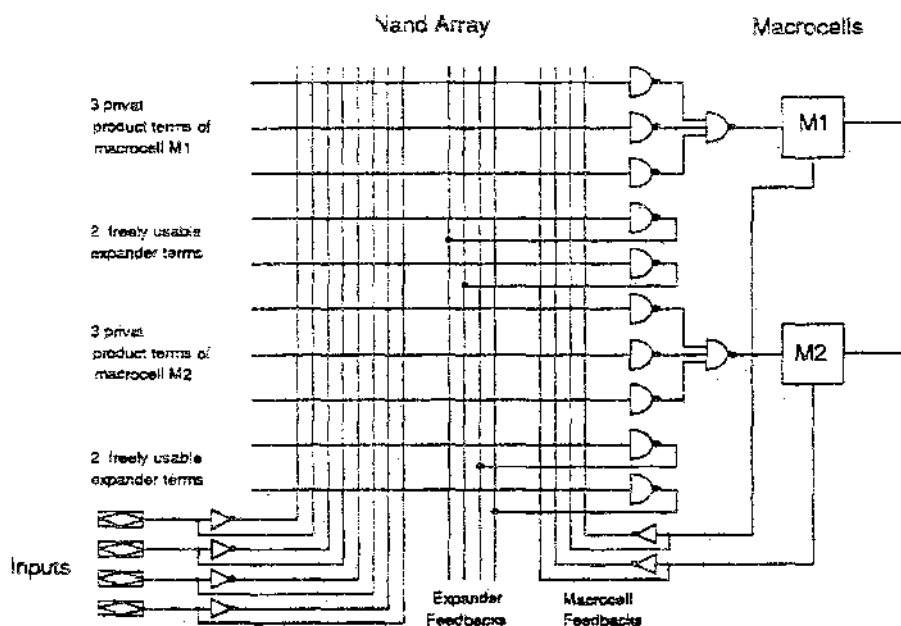 Nand Array
Macrocells
3 privat
product terms of
macrocell M1
M1
2 freely usable
expander terms
3 privat
product terms of
macrocell M2
M2
2 freely usable
expander terms
Inputs
Expander
Feedbacks
Macrocell
Feedbacks